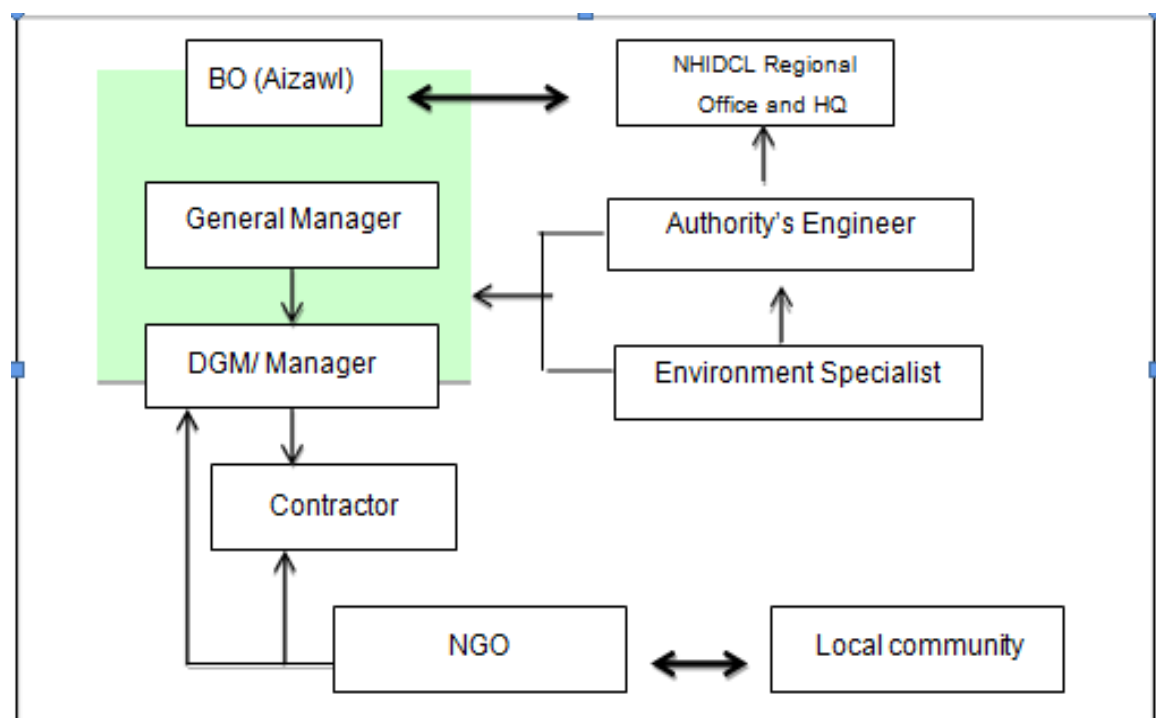 BO (Aizawl)
NHIDCL Regional
Office and HQ
General Manager
Authority's Engineer
DGM/ Manager
Environment Specialist
Contractor
NGO
Local community